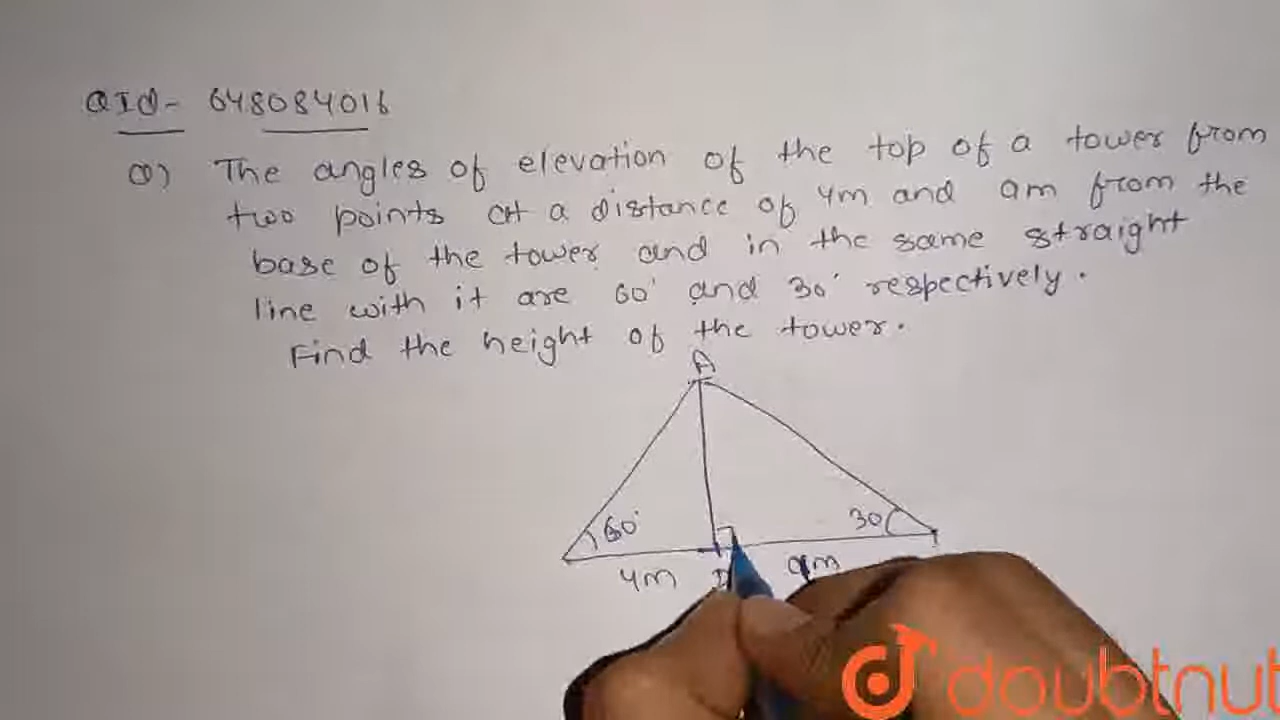 QId- 648084016
Q) The angles of elevation of the top of a tower from
two points at a distance of 4m and 9m from the
base of the tower and in the same straight
line with it are 60° and 30° respectively.
Find the height of the tower.
A
60°
30
4m D 9m
doubtnut